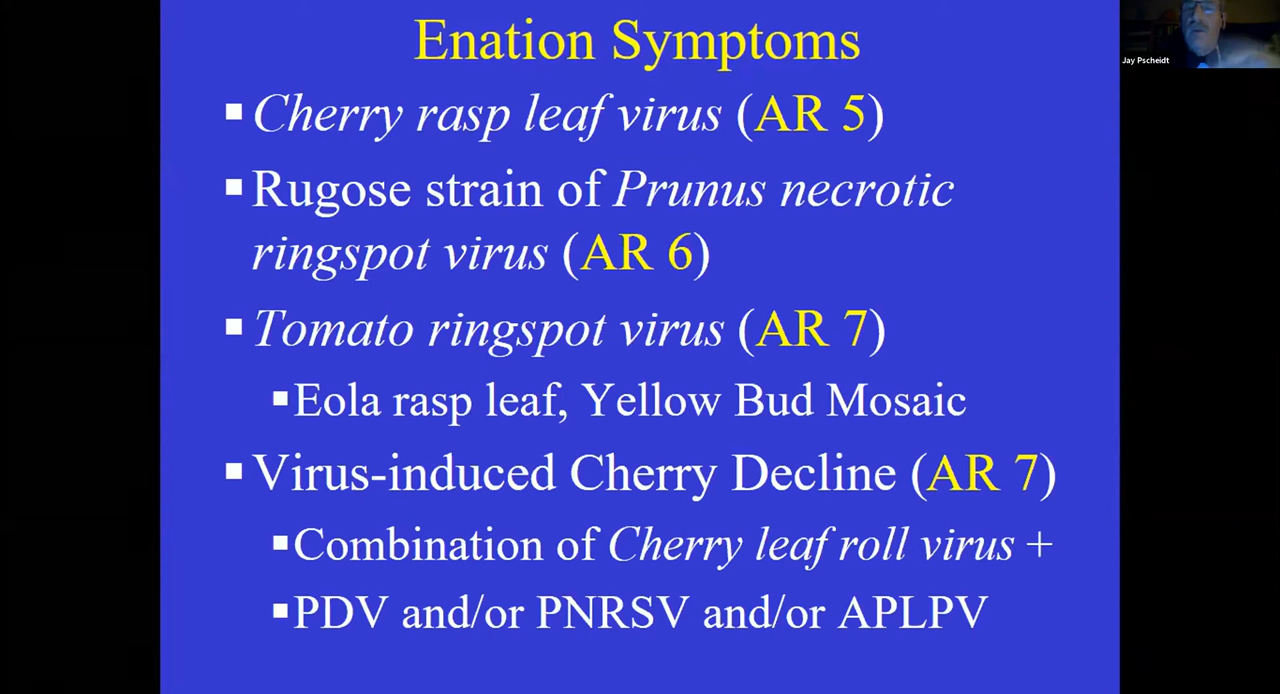 Enation Symptoms
Jay Pscheidt
▪ Cherry rasp leaf virus (AR 5)
▪ Rugose strain of Prunus necrotic
ringspot virus (AR 6)
▪ Tomato ringspot virus (AR 7)
▪ Eola rasp leaf, Yellow Bud Mosaic
▪ Virus-induced Cherry Decline (AR 7)
▪ Combination of Cherry leaf roll virus +
▪ PDV and/or PNRSV and/or APLPV